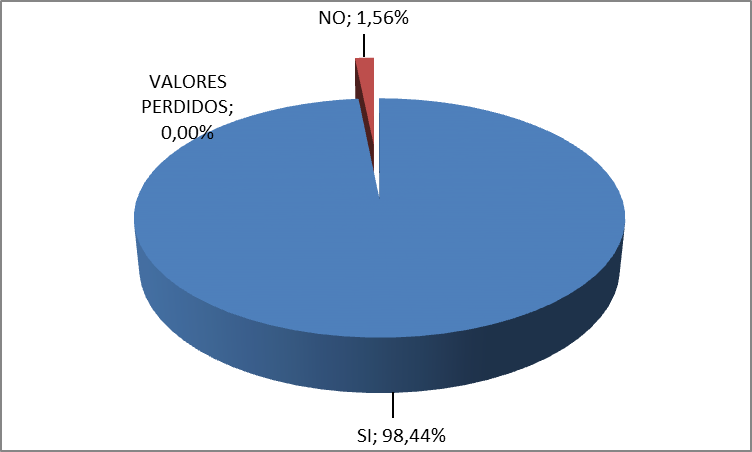 NO; 1,56%
VALORES
PERDIDOS;
0,00%
SI; 98,44%